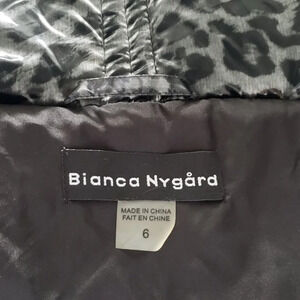 Bianca Nygård
MADE IN CHINA
FAIT EN CHINE
6